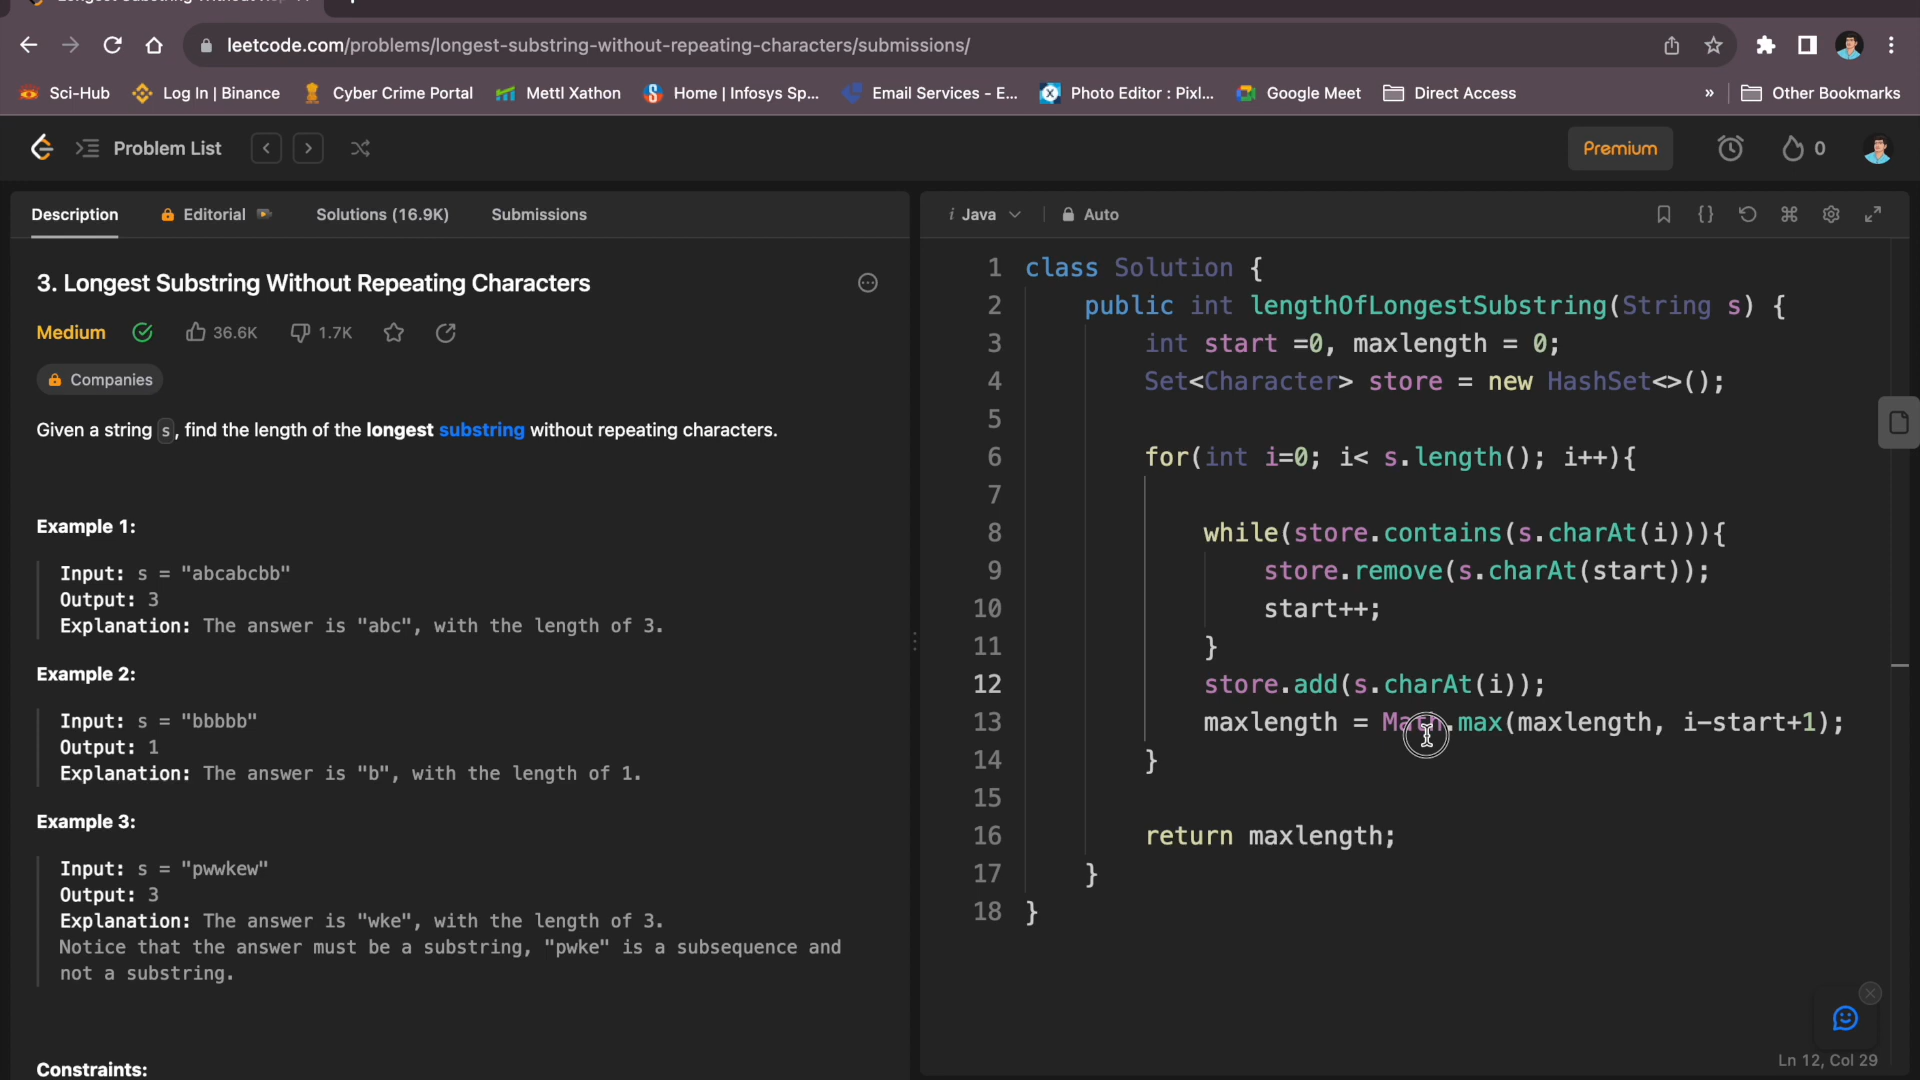 leetcode.com/problems/longest-substring-without-repeating-characters/submissions/
Sci-Hub Log In | Binance Cyber Crime Portal Mettl Xathon Home | Infosys Sp... Email Services - E... Photo Editor : Pixl... Google Meet Direct Access » Other Bookmarks
Problem List Premium 0
Description Editorial Solutions (16.9K) Submissions
3. Longest Substring Without Repeating Characters
Medium 36.6K 1.7K
Companies
Given a string s, find the length of the longest substring without repeating characters.
Example 1:
Input: s = "abcabcbb"
Output: 3
Explanation: The answer is "abc", with the length of 3.
Example 2:
Input: s = "bbbbb"
Output: 1
Explanation: The answer is "b", with the length of 1.
Example 3:
Input: s = "pwwkew"
Output: 3
Explanation: The answer is "wke", with the length of 3.
Notice that the answer must be a substring, "pwke" is a subsequence and
not a substring.
Constraints:
i Java Auto
1 class Solution {
2 public int lengthOfLongestSubstring(String s) {
3 int start =0, maxlength = 0;
4 Set<Character> store = new HashSet<>();
5
6 for(int i=0; i< s.length(); i++){
7
8 while(store.contains(s.charAt(i))){
9 store.remove(s.charAt(start));
10 start++;
11 }
12 store.add(s.charAt(i));
13 maxlength = Math.max(maxlength, i-start+1);
14 }
15
16 return maxlength;
17 }
18 }
Ln 12, Col 29